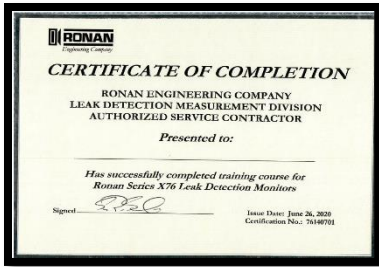 RONAN
Engineering Company
CERTIFICATE OF COMPLETION
RONAN ENGINEERING COMPANY
LEAK DETECTION MEASUREMENT DIVISION
AUTHORIZED SERVICE CONTRACTOR
Presented to:
Has successfully completed training course for
Ronan Series X76 Leak Detection Monitors
Signed
Issue Date: June 26, 2020
Certification No.: 76140701